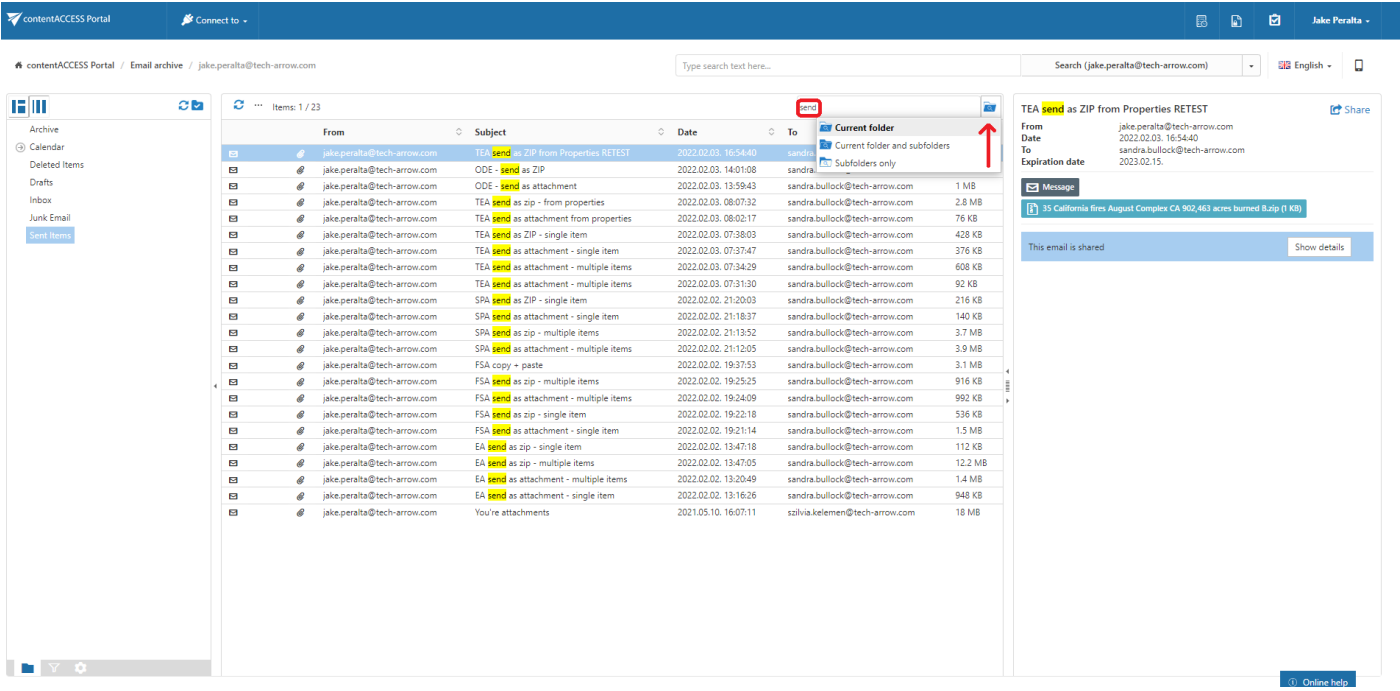 contentACCESS Portal
Connect to
Jake Peralta
contentACCESS Portal / Email archive / jake.peralta@tech-arrow.com
Type search text here...
Search (jake.peralta@tech-arrow.com)
English
Items: 1 / 23
send
Current folder
Current folder and subfolders
Subfolders only
Archive
Calendar
Deleted Items
Drafts
Inbox
Junk Email
Sent Items
From Subject Date To
jake.peralta@tech-arrow.com TEA send as ZIP from Properties RETEST 2022.02.03. 16:54:40 sandra.
jake.peralta@tech-arrow.com ODE - send as ZIP 2022.02.03. 14:01:08 sandra.
jake.peralta@tech-arrow.com ODE - send as attachment 2022.02.03. 13:59:43 sandra.bullock@tech-arrow.com 1 MB
jake.peralta@tech-arrow.com TEA send as zip - from properties 2022.02.03. 08:07:32 sandra.bullock@tech-arrow.com 2.8 MB
jake.peralta@tech-arrow.com TEA send as attachment from properties 2022.02.03. 08:02:17 sandra.bullock@tech-arrow.com 76 KB
jake.peralta@tech-arrow.com TEA send as ZIP - single item 2022.02.03. 07:38:03 sandra.bullock@tech-arrow.com 428 KB
jake.peralta@tech-arrow.com TEA send as attachment - single item 2022.02.03. 07:37:47 sandra.bullock@tech-arrow.com 376 KB
jake.peralta@tech-arrow.com TEA send as attachment - multiple items 2022.02.03. 07:34:29 sandra.bullock@tech-arrow.com 608 KB
jake.peralta@tech-arrow.com TEA send as attachment - multiple items 2022.02.03. 07:31:30 sandra.bullock@tech-arrow.com 92 KB
jake.peralta@tech-arrow.com SPA send as ZIP - single item 2022.02.02. 21:20:03 sandra.bullock@tech-arrow.com 216 KB
jake.peralta@tech-arrow.com SPA send as attachment - single item 2022.02.02. 21:18:37 sandra.bullock@tech-arrow.com 140 KB
jake.peralta@tech-arrow.com SPA send as zip - multiple items 2022.02.02. 21:13:52 sandra.bullock@tech-arrow.com 3.7 MB
jake.peralta@tech-arrow.com SPA send as attachment - multiple items 2022.02.02. 21:12:05 sandra.bullock@tech-arrow.com 3.9 MB
jake.peralta@tech-arrow.com FSA copy + paste 2022.02.02. 19:37:53 sandra.bullock@tech-arrow.com 3.1 MB
jake.peralta@tech-arrow.com FSA send as zip - multiple items 2022.02.02. 19:25:25 sandra.bullock@tech-arrow.com 916 KB
jake.peralta@tech-arrow.com FSA send as attachment - multiple items 2022.02.02. 19:24:09 sandra.bullock@tech-arrow.com 992 KB
jake.peralta@tech-arrow.com FSA send as zip - single item 2022.02.02. 19:22:18 sandra.bullock@tech-arrow.com 536 KB
jake.peralta@tech-arrow.com FSA send as attachment - single item 2022.02.02. 19:21:14 sandra.bullock@tech-arrow.com 1.5 MB
jake.peralta@tech-arrow.com EA send as zip - single item 2022.02.02. 13:47:18 sandra.bullock@tech-arrow.com 112 KB
jake.peralta@tech-arrow.com EA send as zip - multiple items 2022.02.02. 13:47:05 sandra.bullock@tech-arrow.com 12.2 MB
jake.peralta@tech-arrow.com EA send as attachment - multiple items 2022.02.02. 13:20:49 sandra.bullock@tech-arrow.com 1.4 MB
jake.peralta@tech-arrow.com EA send as attachment - single item 2022.02.02. 13:16:26 sandra.bullock@tech-arrow.com 948 KB
jake.peralta@tech-arrow.com You're attachments 2021.05.10. 16:07:11 szilvia.kelemen@tech-arrow.com 18 MB
TEA send as ZIP from Properties RETEST
Share
From jake.peralta@tech-arrow.com
Date 2022.02.03. 16:54:40
To sandra.bullock@tech-arrow.com
Expiration date 2023.02.15.
Message
35 California fires August Complex CA 902,463 acres burned B.zip (1 KB)
This email is shared
Show details
Online help